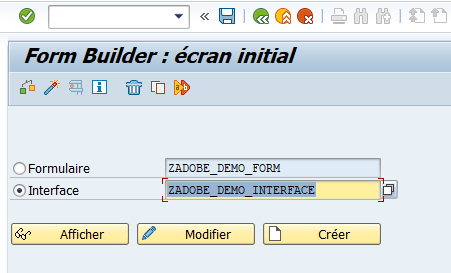 Form Builder : écran initial
Formulaire ZADOBE_DEMO_FORM
Interface ZADOBE_DEMO_INTERFACE
Afficher Modifier Créer